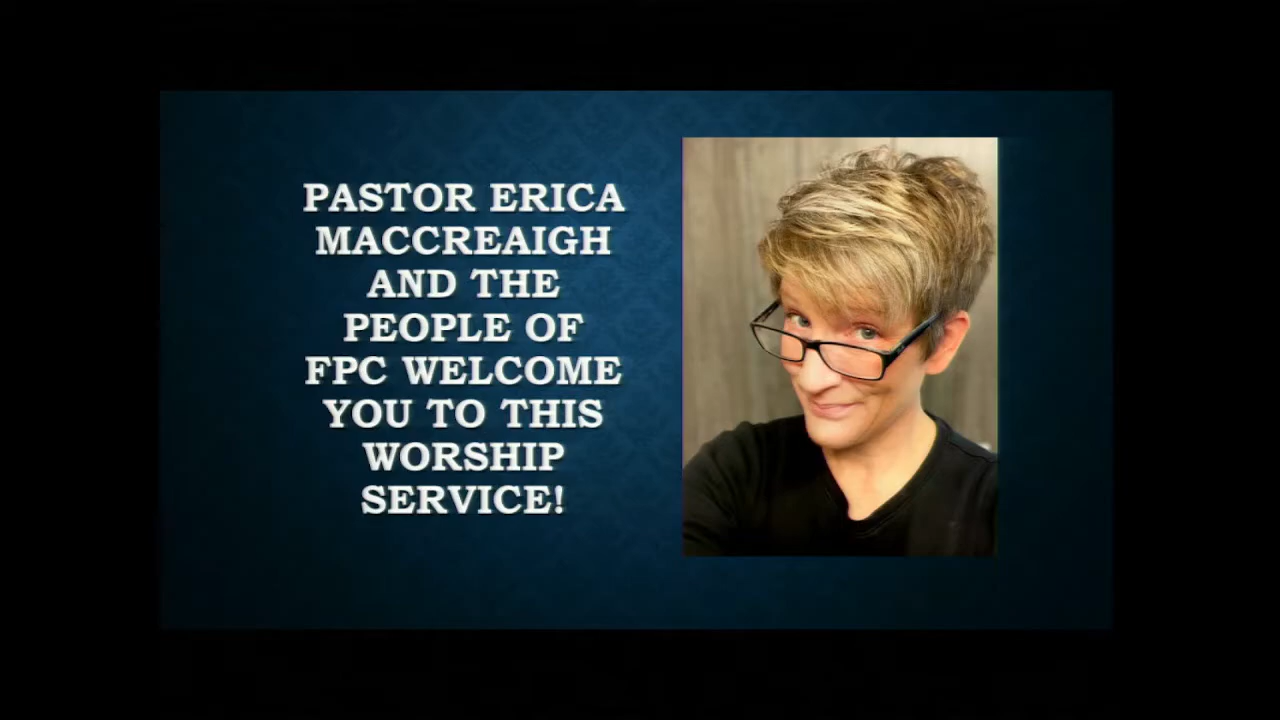 PASTOR ERICA
MACCREAIGH
AND THE
PEOPLE OF
FPC WELCOME
YOU TO THIS
WORSHIP
SERVICE!